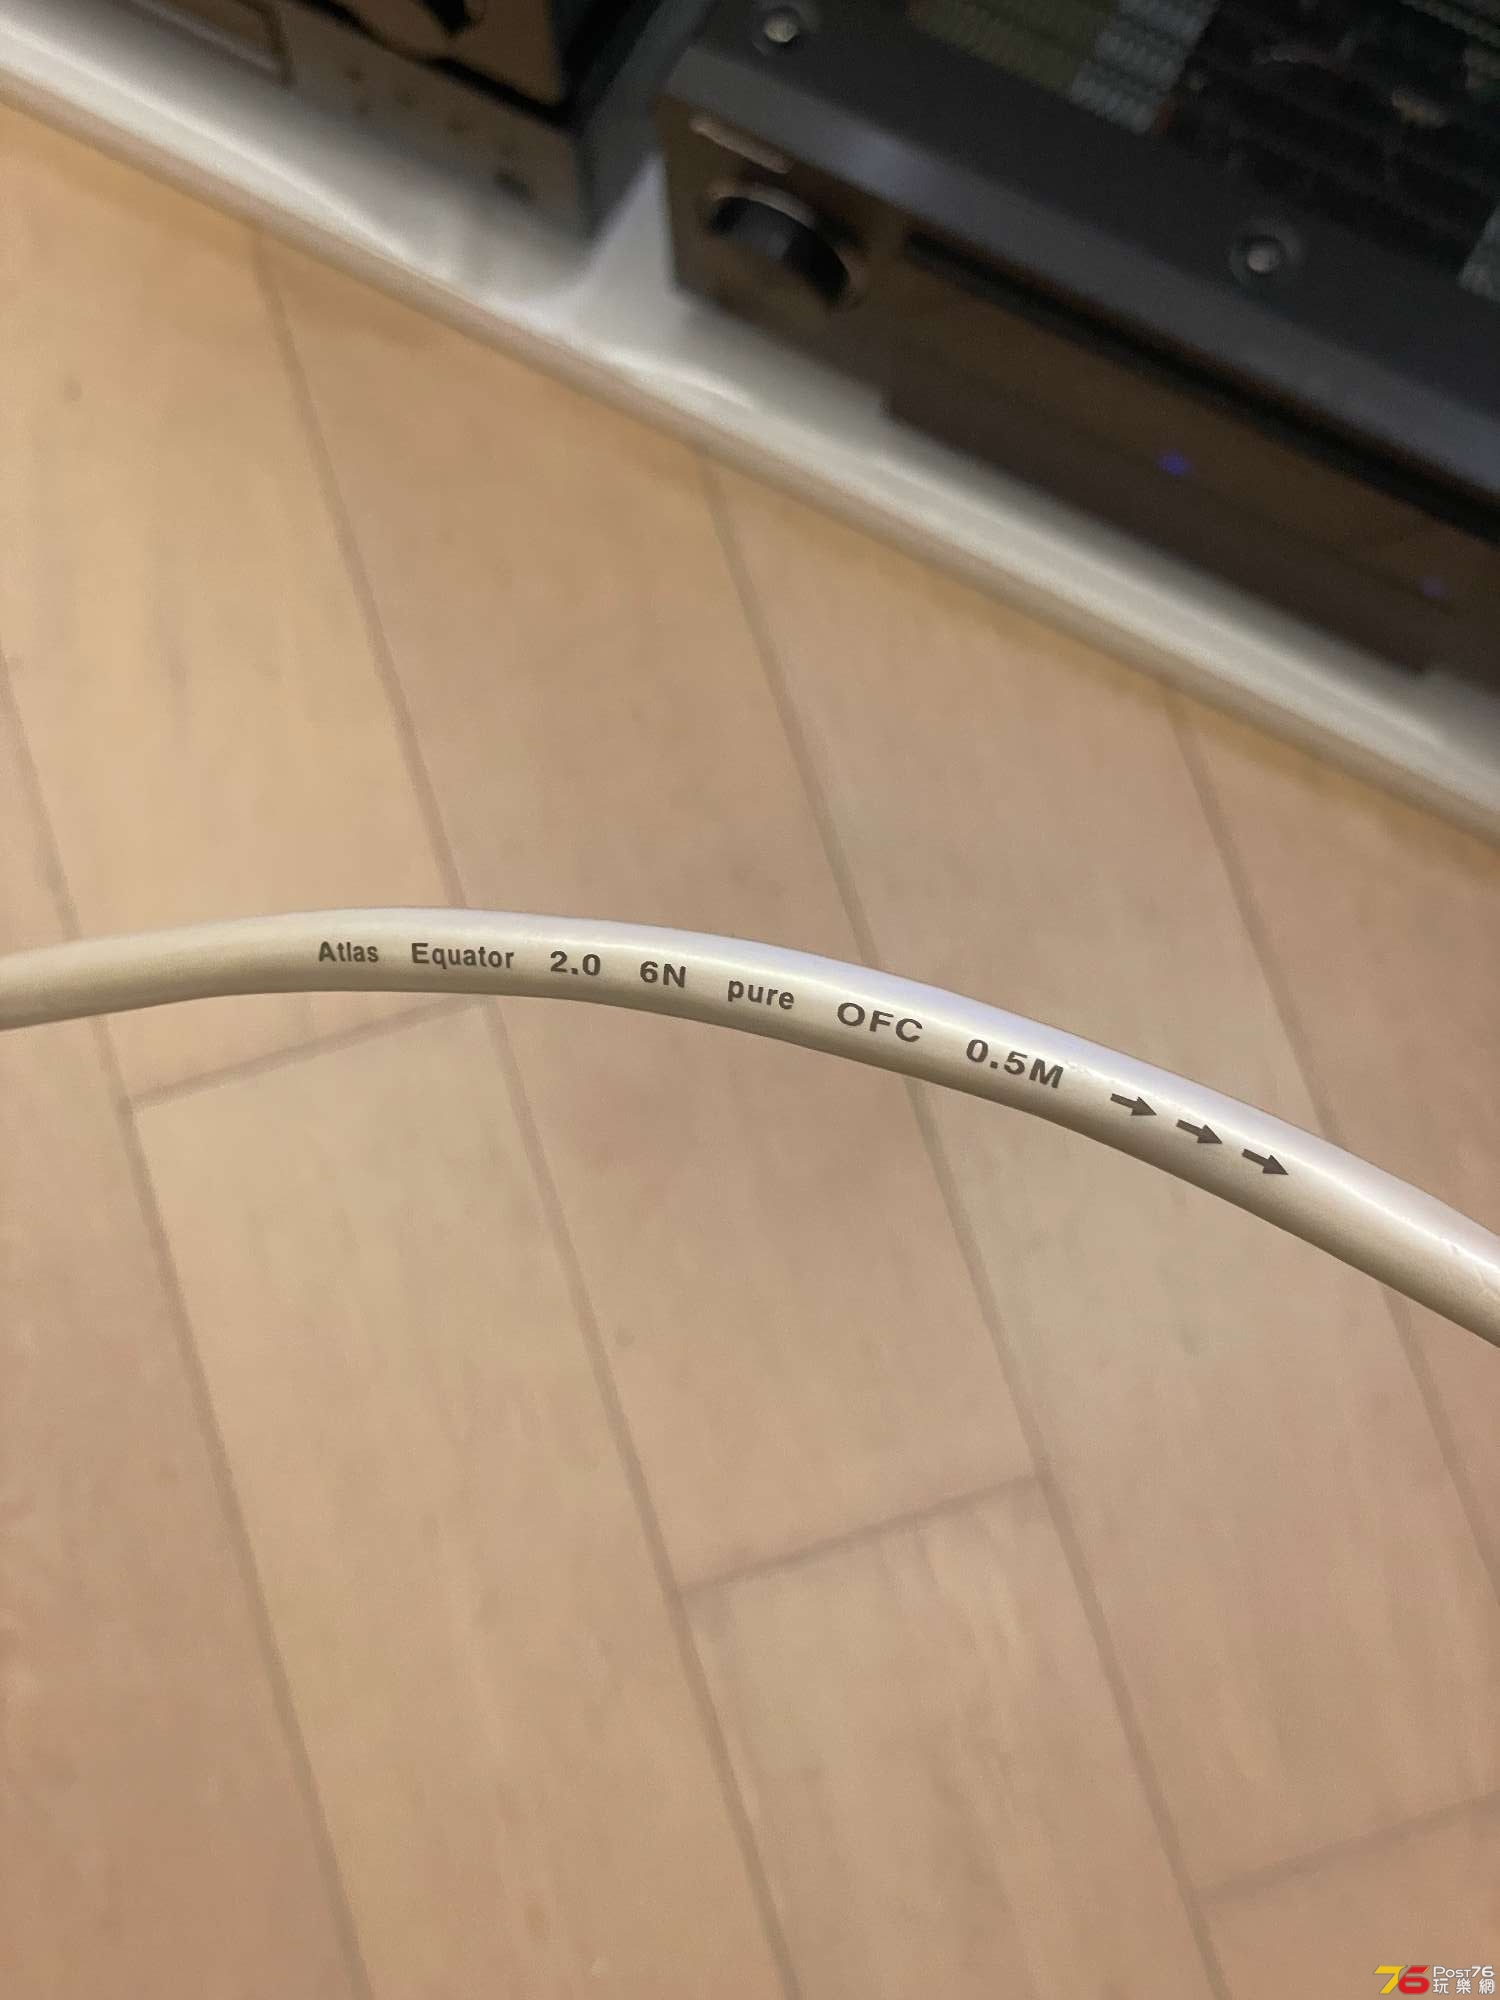 Atlas Equator 2.0 6N pure OFC 0.5M →→→
76 POST76
玩樂網